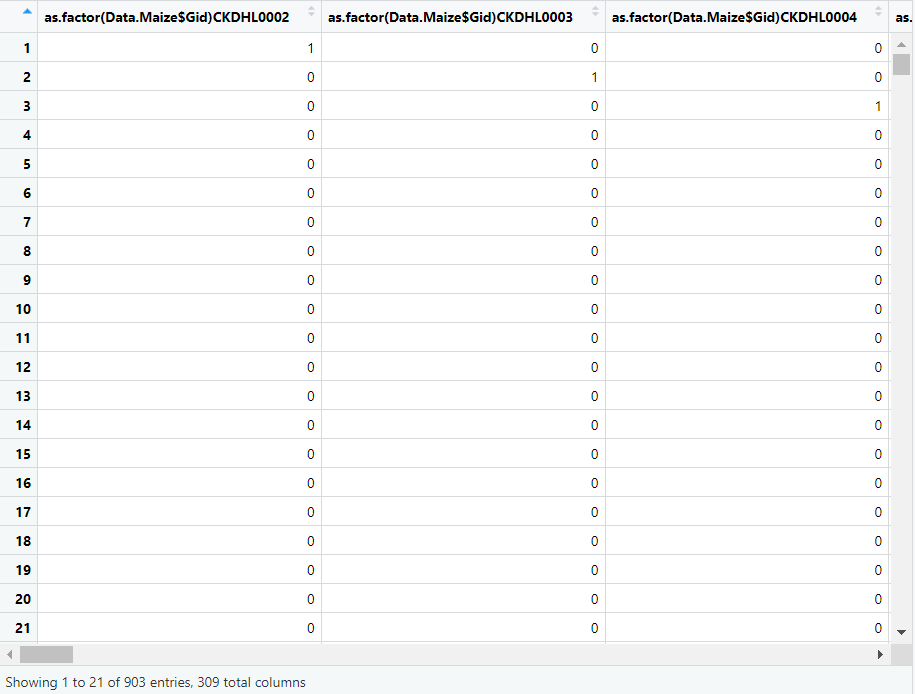 as.factor(Data.Maize$Gid)CKDHL0002 as.factor(Data.Maize$Gid)CKDHL0003 as.factor(Data.Maize$Gid)CKDHL0004 as.
1 1 0 0
2 0 1 0
3 0 0 1
4 0 0 0
5 0 0 0
6 0 0 0
7 0 0 0
8 0 0 0
9 0 0 0
10 0 0 0
11 0 0 0
12 0 0 0
13 0 0 0
14 0 0 0
15 0 0 0
16 0 0 0
17 0 0 0
18 0 0 0
19 0 0 0
20 0 0 0
21 0 0 0
Showing 1 to 21 of 903 entries, 309 total columns